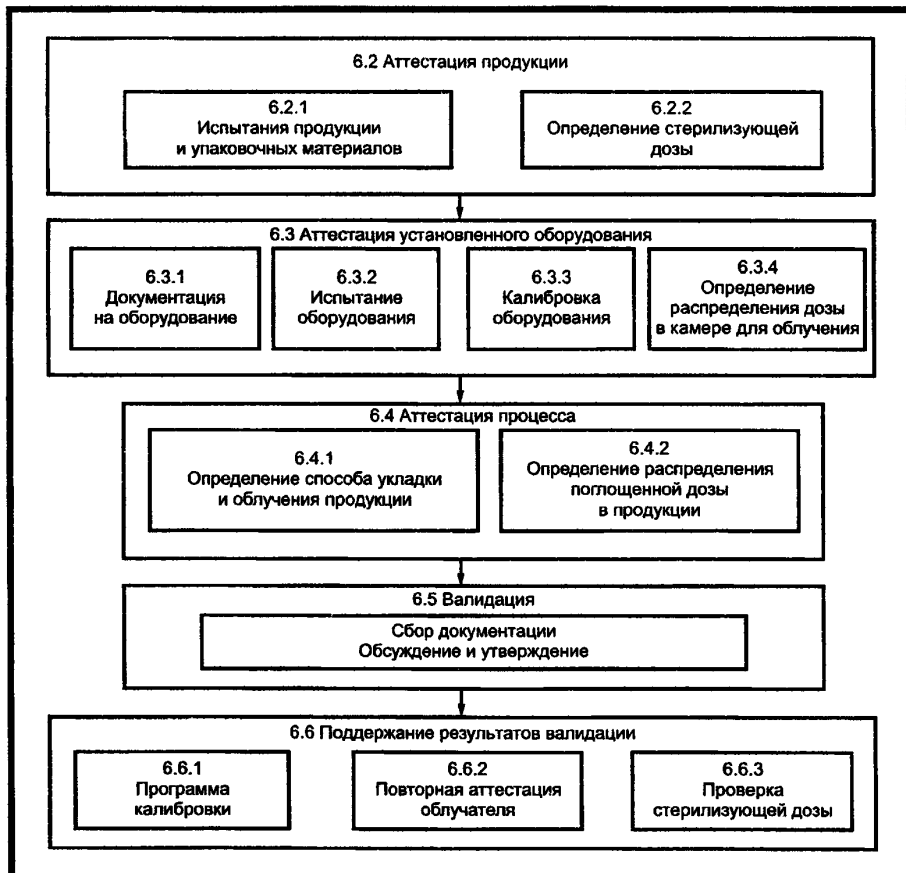 6.2 Аттестация продукции
6.2.1
Испытания продукции
и упаковочных материалов
6.2.2
Определение стерилизующей
дозы
6.3 Аттестация установленного оборудования
6.3.1
Документация
на оборудование
6.3.2
Испытание
оборудования
6.3.3
Калибровка
оборудования
6.3.4
Определение
распределения дозы
в камере для облучения
6.4 Аттестация процесса
6.4.1
Определение способа укладки
и облучения продукции
6.4.2
Определение распределения
поглощенной дозы
в продукции
6.5 Валидация
Сбор документации
Обсуждение и утверждение
6.6 Поддержание результатов валидации
6.6.1
Программа
калибровки
6.6.2
Повторная аттестация
облучателя
6.6.3
Проверка
стерилизующей дозы